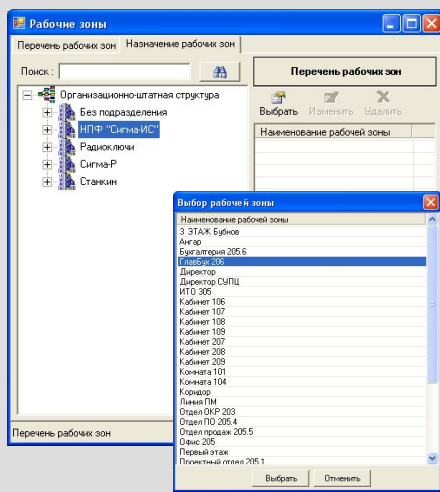 Рабочие зоны
Перечень рабочих зон Назначение рабочих зон
Поиск :
Перечень рабочих зон
Организационно-штатная структура
Без подразделения
НПФ "Сигма-ИС"
Радиоключи
Сигма-Р
Станкин
Выбрать Изменить Удалить
Наименование рабочей зоны
Выбор рабочей зоны
Наименование рабочей зоны
3 ЭТАЖ Бубнов
Ангар
Бухгалтерия 205.6
ГлавБух 206
Директор
Директор СУПЦ
ИТО 305
Кабинет 106
Кабинет 107
Кабинет 108
Кабинет 109
Кабинет 207
Кабинет 208
Кабинет 209
Комната 101
Комната 104
Коридор
Линия ПМ
Отдел ОКР 203
Отдел ПО 205.4
Отдел продаж 205.5
Офис 205
Первый этаж
Проектный отдел 205.1
Выбрать Отменить
Перечень рабочих зон